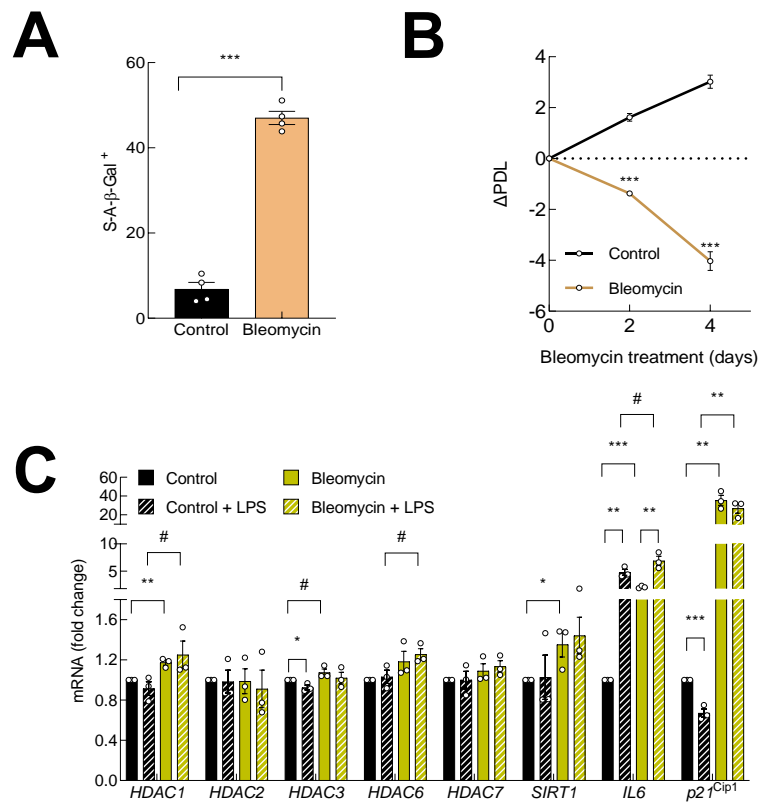 A
B
***
60
40
20
0
S-A-β-Gal +
Control Bleomycin
4
2
0
-2
-4
-6
ΔPDL
***
***
Control
Bleomycin
0 2 4
Bleomycin treatment (days)
C
Control
Bleomycin
Control + LPS
Bleomycin + LPS
mRNA (fold change)
60
40
20
10
5
0
1.6
1.2
0.8
0.4
0.0
**
#
*
#
#
*
**
***
**
#
***
**
**
HDAC1 HDAC2 HDAC3 HDAC6 HDAC7 SIRT1 IL6 p21Cip1